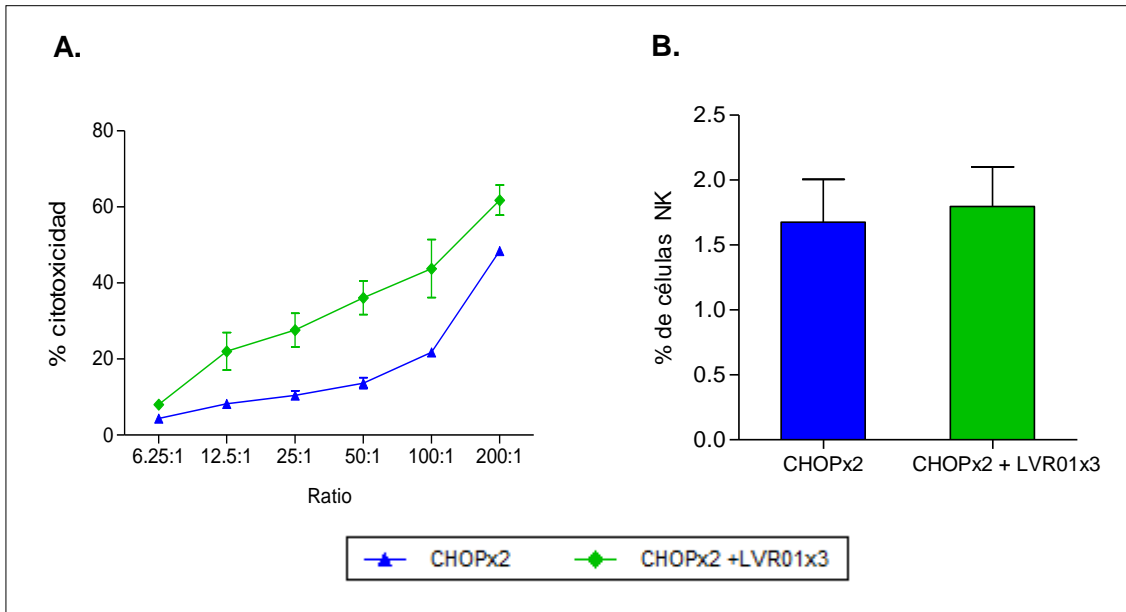 A.
% citotoxicidad
80
60
40
20
0
6.25:1 12.5:1 25:1 50:1 100:1 200:1
Ratio
B.
% de células NK
2.5
2.0
1.5
1.0
0.5
0.0
CHOPx2 CHOPx2 + LVR01x3
CHOPx2 CHOPx2 +LVR01x3